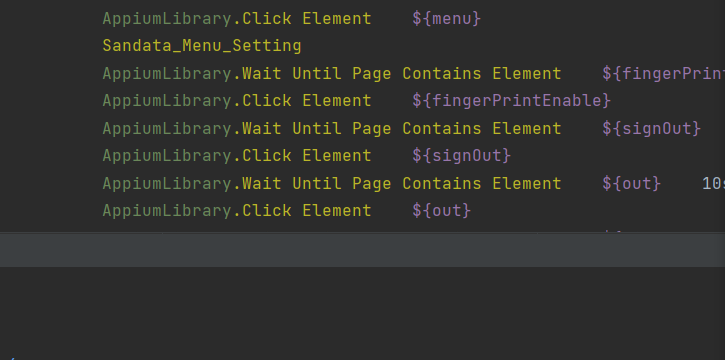 AppiumLibrary.Click Element    ${menu}
Sandata_Menu_Setting
AppiumLibrary.Wait Until Page Contains Element    ${fingerPrint
AppiumLibrary.Click Element    ${fingerPrintEnable}
AppiumLibrary.Wait Until Page Contains Element    ${signOut}
AppiumLibrary.Click Element    ${signOut}
AppiumLibrary.Wait Until Page Contains Element    ${out}    10s
AppiumLibrary.Click Element    ${out}